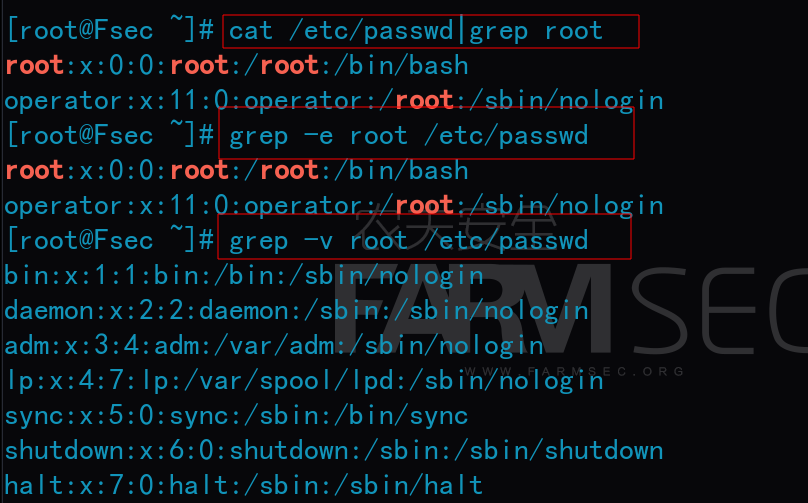 [root@Fsec ~]# cat /etc/passwd|grep root
root:x:0:0:root:/root:/bin/bash
operator:x:11:0:operator:/root:/sbin/nologin
[root@Fsec ~]# grep -e root /etc/passwd
root:x:0:0:root:/root:/bin/bash
operator:x:11:0:operator:/root:/sbin/nologin
农夫安全
[root@Fsec ~]# grep -v root /etc/passwd
bin:x:1:1:bin:/bin:/sbin/nologin
daemon:x:2:2:daemon:/sbin:/sbin/nologin
FARMSEC
adm:x:3:4:adm:/var/adm:/sbin/nologin
WWW.FARMSEC.ORG
lp:x:4:7:lp:/var/spool/lpd:/sbin/nologin
sync:x:5:0:sync:/sbin:/bin/sync
shutdown:x:6:0:shutdown:/sbin:/sbin/shutdown
halt:x:7:0:halt:/sbin:/sbin/halt